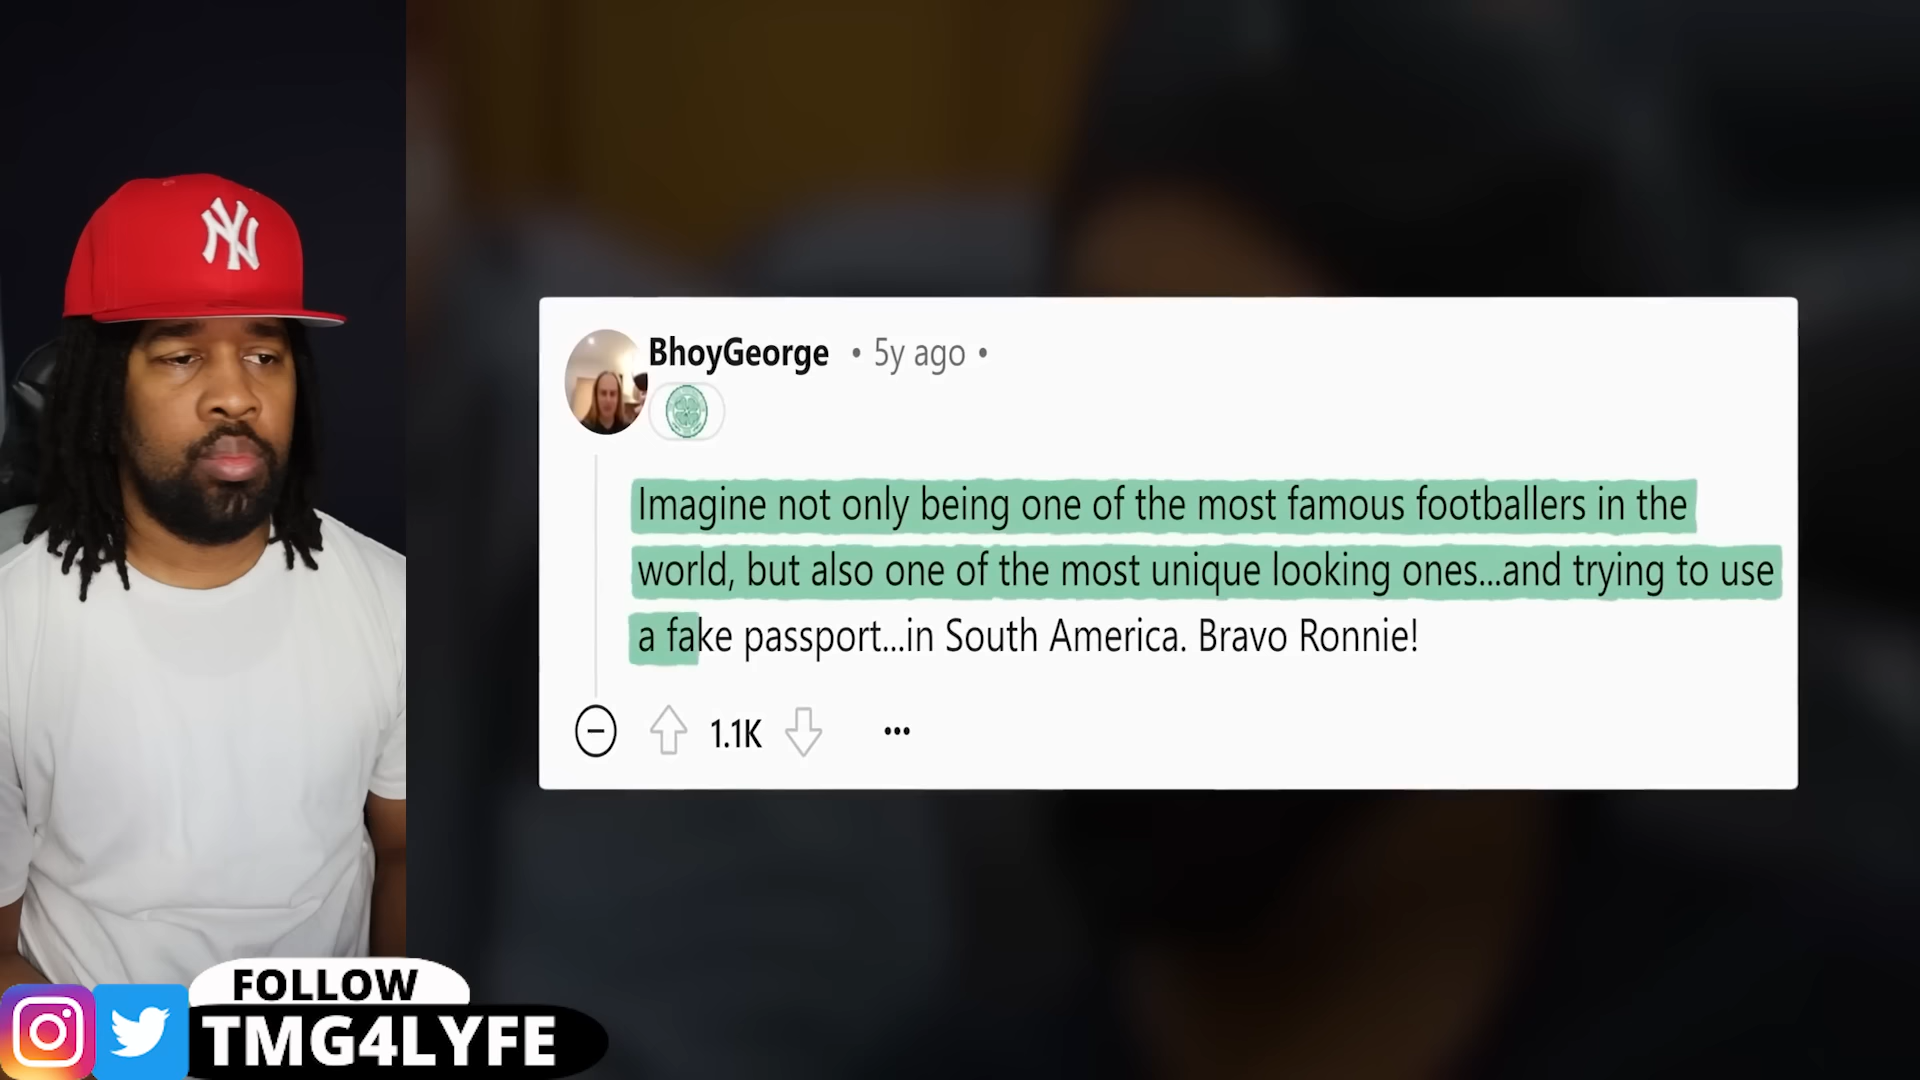 NY
BhoyGeorge • 5y ago •
Imagine not only being one of the most famous footballers in the
world, but also one of the most unique looking ones...and trying to use
a fake passport...in South America. Bravo Ronnie!
1.1K
FOLLOW
TMG4LYFE